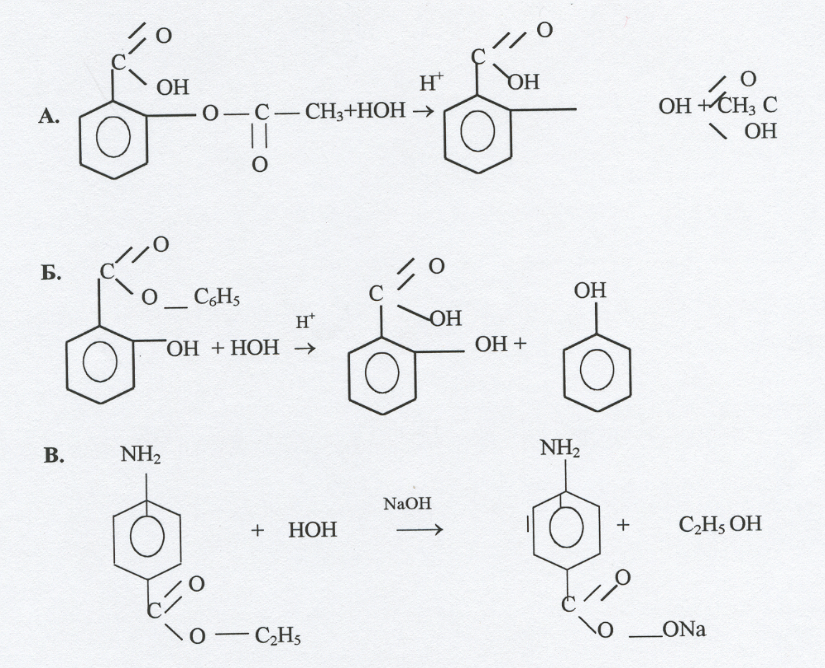 O O
C C
OH H⁺ OH O
А. O — C — CH₃+HOH → OH + CH₃ C
O OH
O O
Б. C C OH
O — C₆H₅ OH
H⁺
OH + HOH → OH +
В. NH₂ NH₂
NaOH
+ HOH → + C₂H₅ OH
O O
C C
O — C₂H₅ O — ONa